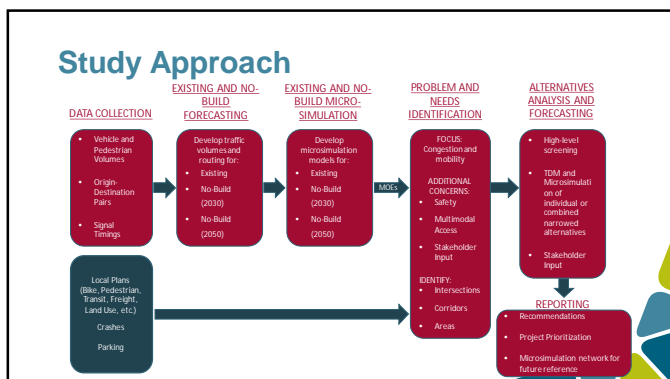 Study Approach
DATA COLLECTION
• Vehicle and
Pedestrian
Volumes
• Origin-
Destination
Pairs
• Signal
Timings
EXISTING AND NO-
BUILD
FORECASTING
Develop traffic
volumes and
routing for:
• Existing
• No-Build
(2030)
• No-Build
(2050)
EXISTING AND NO-
BUILD MICRO-
SIMULATION
Develop
microsimulation
models for:
• Existing
• No-Build
(2030)
• No-Build
(2050)
MOEs
PROBLEM AND
NEEDS
IDENTIFICATION
FOCUS:
Congestion and
mobility
ADDITIONAL
CONCERNS:
• Safety
• Multimodal
Access
• Stakeholder
Input
IDENTIFY:
• Intersections
• Corridors
• Areas
ALTERNATIVES
ANALYSIS AND
FORECASTING
• High-level
screening
• TDM and
Microsimulati
on of
individual or
combined
narrowed
alternatives
• Stakeholder
Input
Local Plans
(Bike, Pedestrian,
Transit, Freight,
Land Use, etc.)
Crashes
Parking
REPORTING
• Recommendations
• Project Prioritization
• Microsimulation network for
future reference